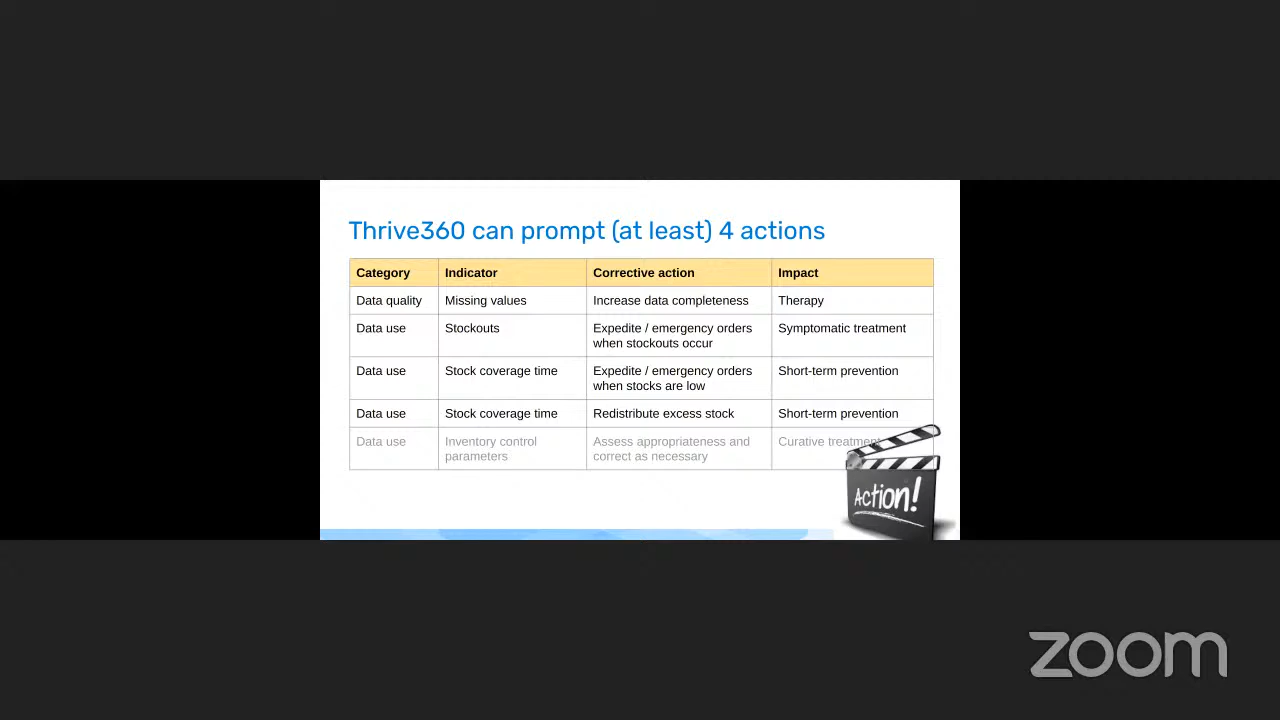 Thrive360 can prompt (at least) 4 actions
Category Indicator Corrective action Impact
Data quality Missing values Increase data completeness Therapy
Data use Stockouts Expedite / emergency orders Symptomatic treatment
when stockouts occur
Data use Stock coverage time Expedite / emergency orders Short-term prevention
when stocks are low
Data use Stock coverage time Redistribute excess stock Short-term prevention
Data use Inventory control Assess appropriateness and Curative treatment
parameters correct as necessary
Action!
zoom